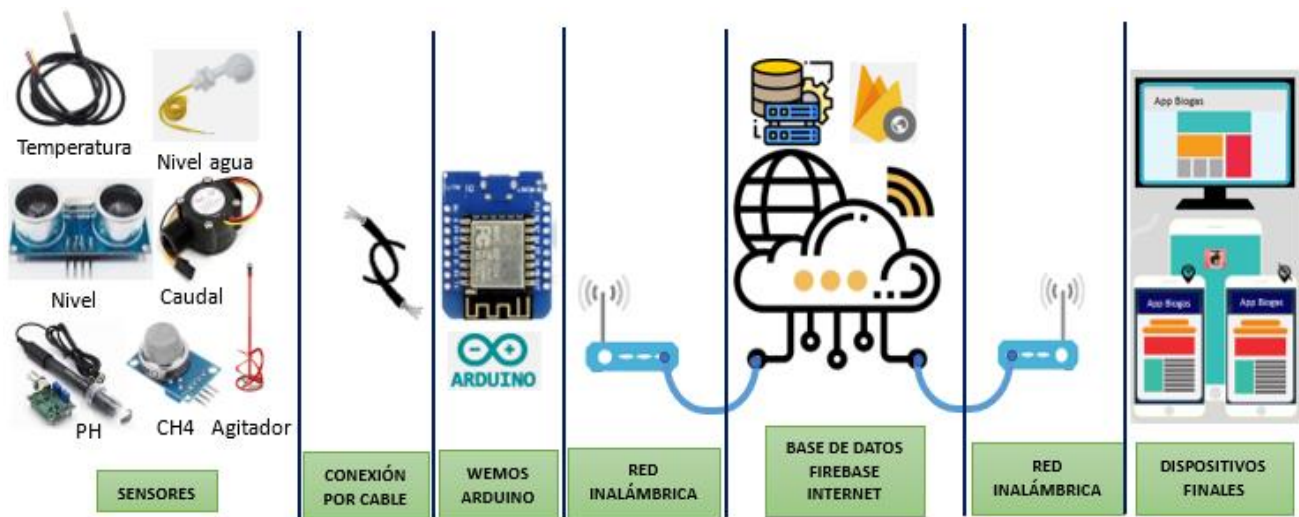 Temperatura
Nivel agua
Nivel
Caudal
PH
CH4
Agitador
SENSORES
CONEXIÓN
POR CABLE
ARDUINO
WEMOS
ARDUINO
RED
INALÁMBRICA
BASE DE DATOS
FIREBASE
INTERNET
RED
INALÁMBRICA
App Biogas
App Biogas
App Biogas
DISPOSITIVOS
FINALES